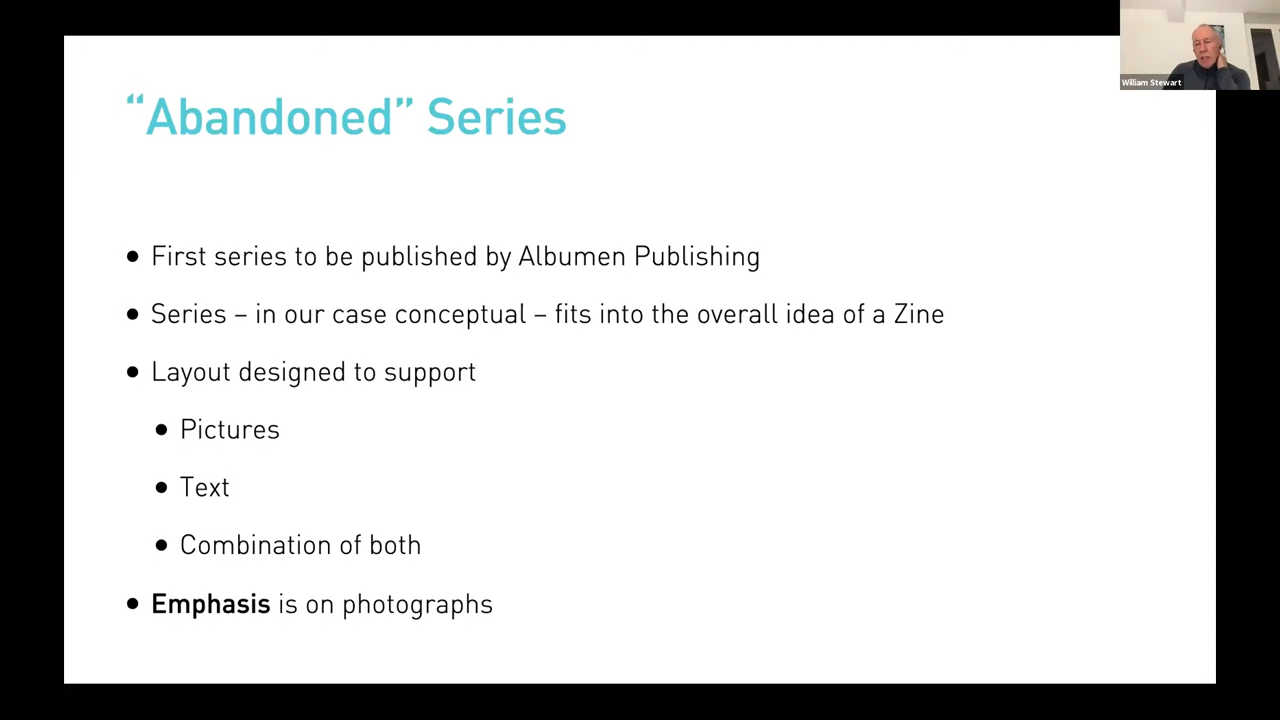 William Stewart
“Abandoned” Series
• First series to be published by Albumen Publishing
• Series – in our case conceptual – fits into the overall idea of a Zine
• Layout designed to support
• Pictures
• Text
• Combination of both
• Emphasis is on photographs